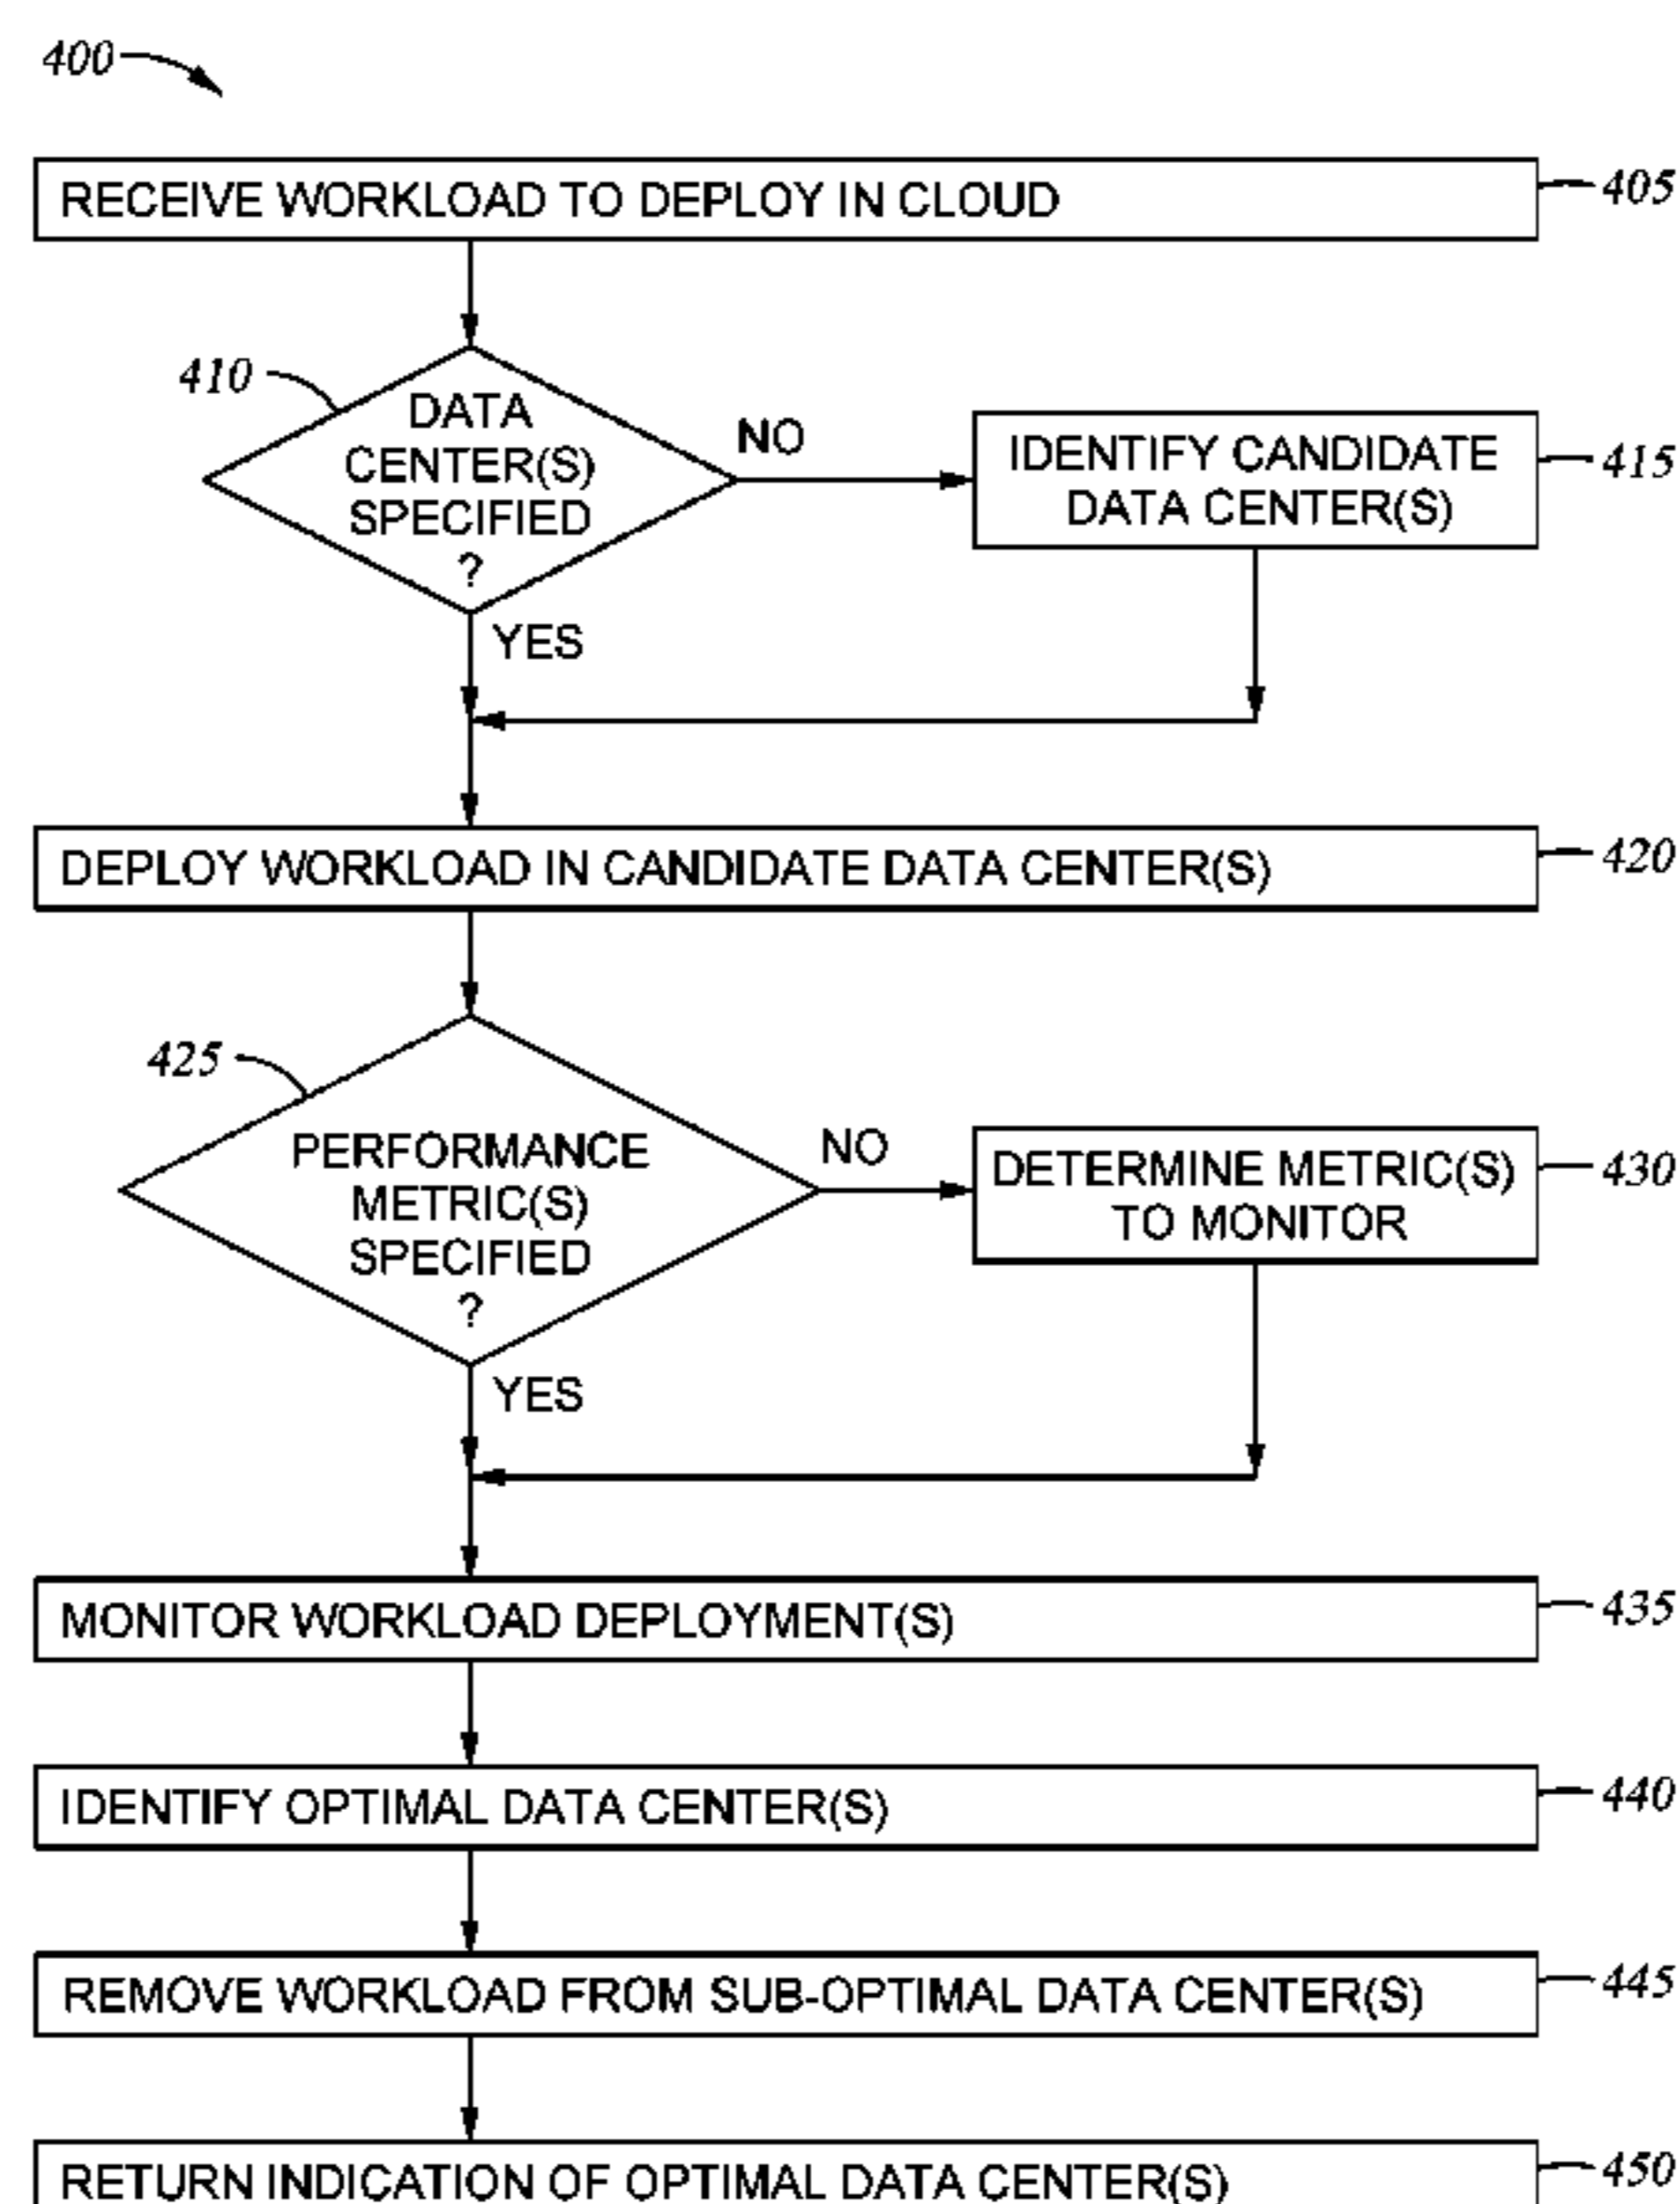 400
RECEIVE WORKLOAD TO DEPLOY IN CLOUD
405
410
DATA
CENTER(S)
SPECIFIED
?
NO
IDENTIFY CANDIDATE
DATA CENTER(S)
415
YES
DEPLOY WORKLOAD IN CANDIDATE DATA CENTER(S)
420
425
PERFORMANCE
METRIC(S)
SPECIFIED
?
NO
DETERMINE METRIC(S)
TO MONITOR
430
YES
MONITOR WORKLOAD DEPLOYMENT(S)
435
IDENTIFY OPTIMAL DATA CENTER(S)
440
REMOVE WORKLOAD FROM SUB-OPTIMAL DATA CENTER(S)
445
RETURN INDICATION OF OPTIMAL DATA CENTER(S)
450